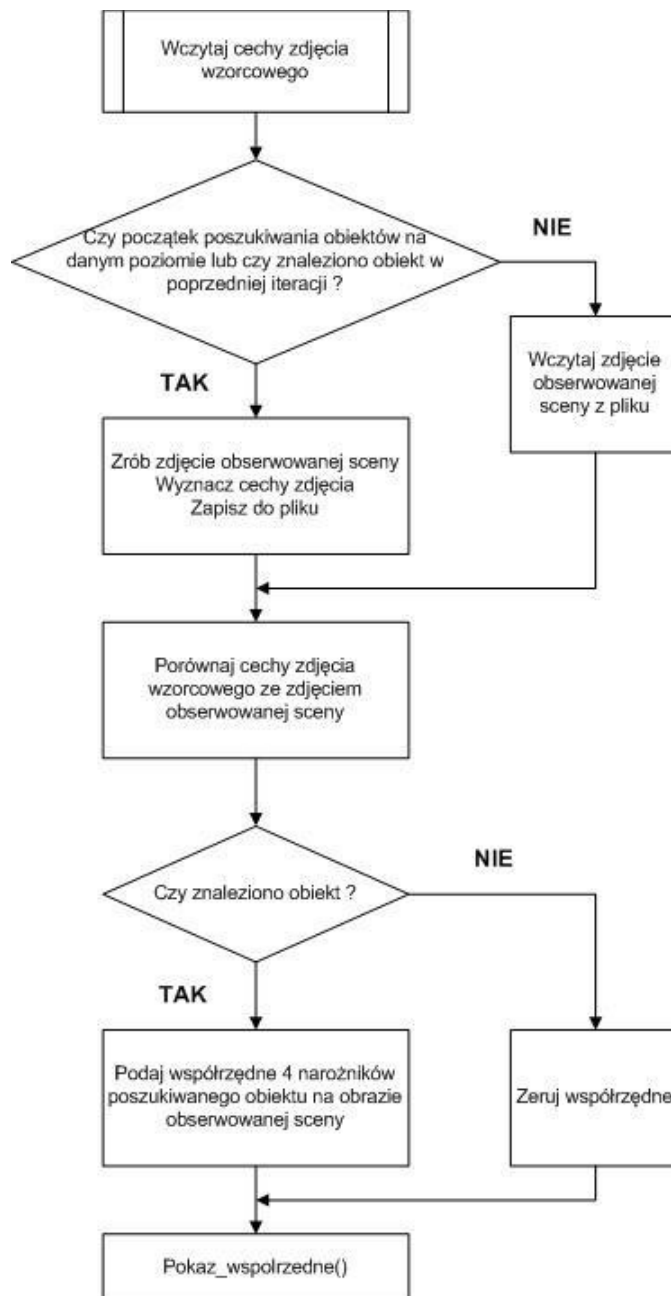 Wczytaj cechy zdjęcia
wzorcowego
Czy początek poszukiwania obiektów na
danym poziomie lub czy znaleziono obiekt w
poprzedniej iteracji ?
NIE
TAK
Wczytaj zdjęcie
obserwowanej
sceny z pliku
Zrób zdjęcie obserwowanej sceny
Wyznacz cechy zdjęcia
Zapisz do pliku
Porównaj cechy zdjęcia
wzorcowego ze zdjęciem
obserwowanej sceny
Czy znaleziono obiekt ?
NIE
TAK
Podaj współrzędne 4 narożników
poszukiwanego obiektu na obrazie
obserwowanej sceny
Zeruj współrzędne
Pokaz_wspolrzedne()